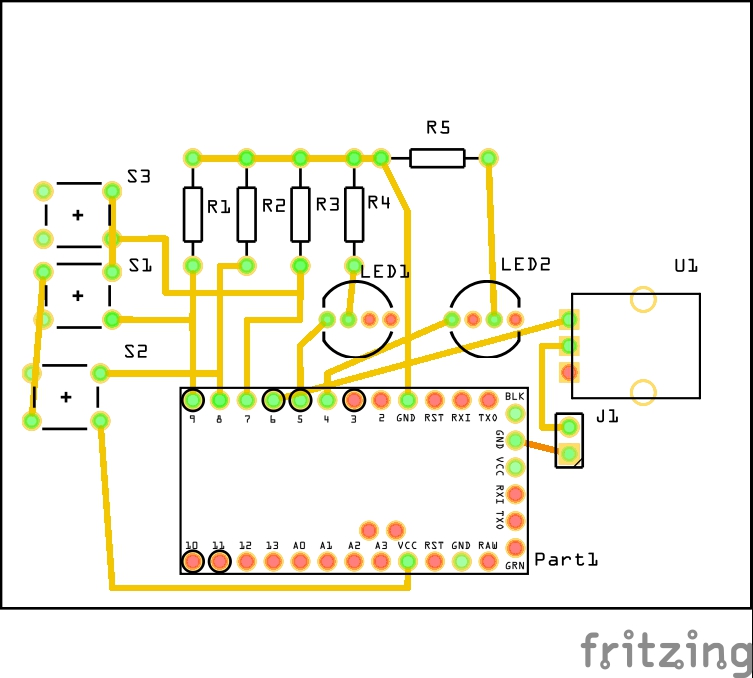 R5
S3
R1 R2 R3 R4
S1
LED1
LED2
U1
S2
9 8 7 6 5 4 3 2 GND RST RXI TXO
BLK
GND
VCC
RXI
TXO
GRN
J1
10 11 12 13 A0 A1 A2 A3 VCC RST GND RAW
Part1
fritzing